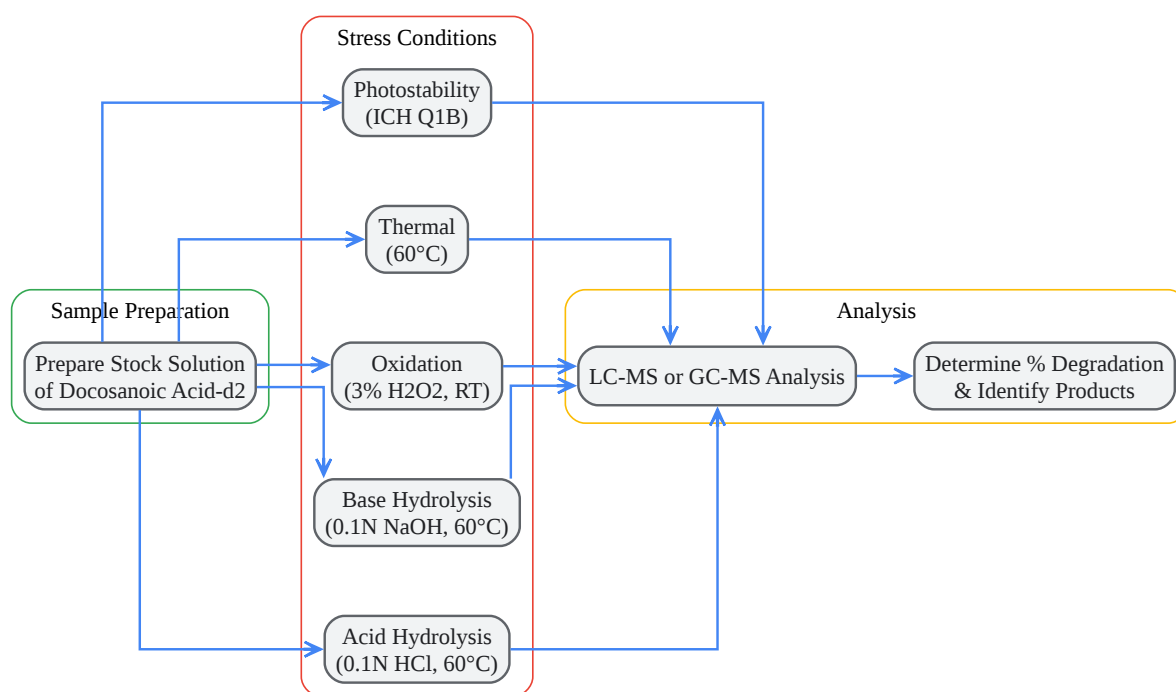 Stress Conditions
Photostability
(ICH Q1B)
Thermal
(60°C)
Sample Preparation
Prepare Stock Solution
of Docosanoic Acid-d2
Oxidation
(3% H2O2, RT)
Base Hydrolysis
(0.1N NaOH, 60°C)
Acid Hydrolysis
(0.1N HCl, 60°C)
Analysis
LC-MS or GC-MS Analysis
Determine % Degradation
& Identify Products